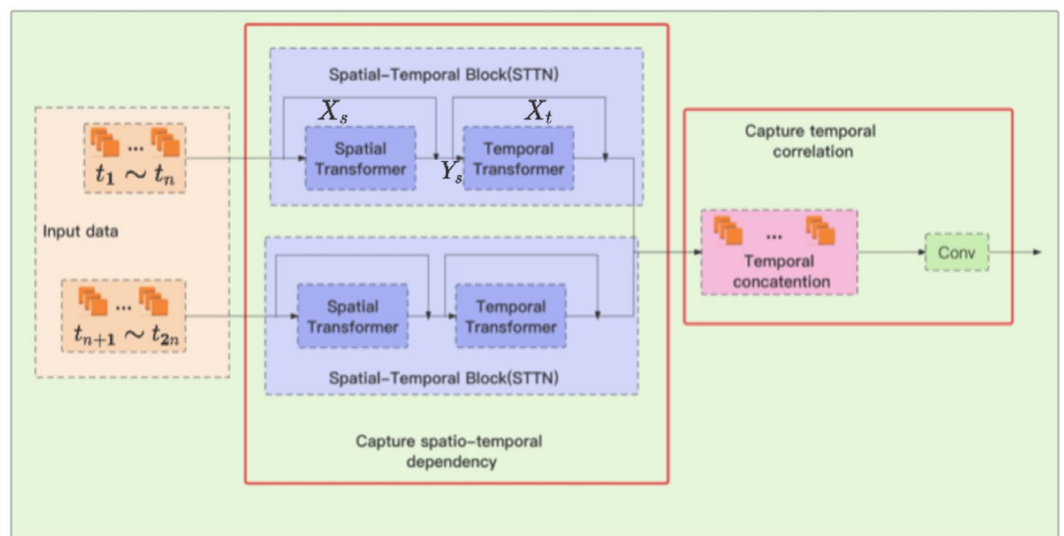 Spatial-Temporal Block(STTN)
X_s
X_t
Spatial
Transformer
Y_s
Temporal
Transformer
...
t_1 ~ t_n
Input data
...
t_{n+1} ~ t_{2n}
Spatial
Transformer
Temporal
Transformer
Spatial-Temporal Block(STTN)
Capture spatio-temporal
dependency
Capture temporal
correlation
...
Temporal
concatention
Conv